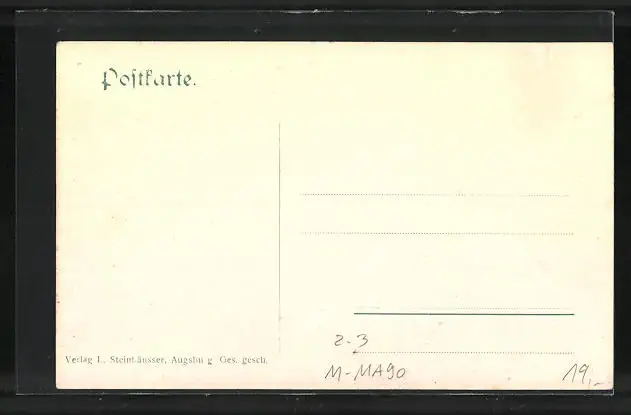 Postkarte.
Verlag L. Steinhäusser, Augsburg Ges. gesch.
2-3
M-MA90
19,-